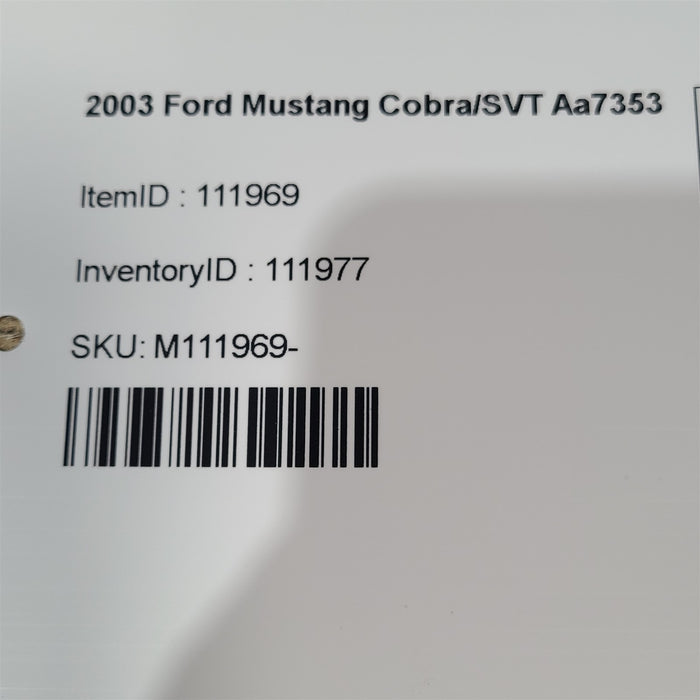 2003 Ford Mustang Cobra/SVT Aa7353
ItemID : 111969
InventoryID : 111977
SKU: M111969-